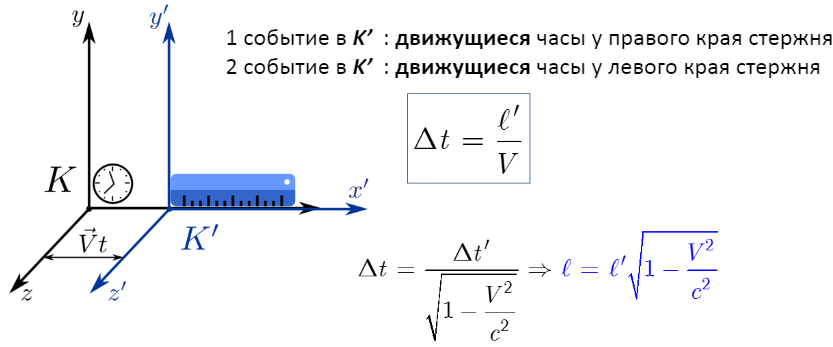 y y′
1 событие в K′ : движущиеся часы у правого края стержня
2 событие в K′ : движущиеся часы у левого края стержня
Δt = ℓ′/V
K x′
K′
V⃗t
z z′
Δt = Δt′/√(1 − V²/c²) ⇒ ℓ = ℓ′√(1 − V²/c²)